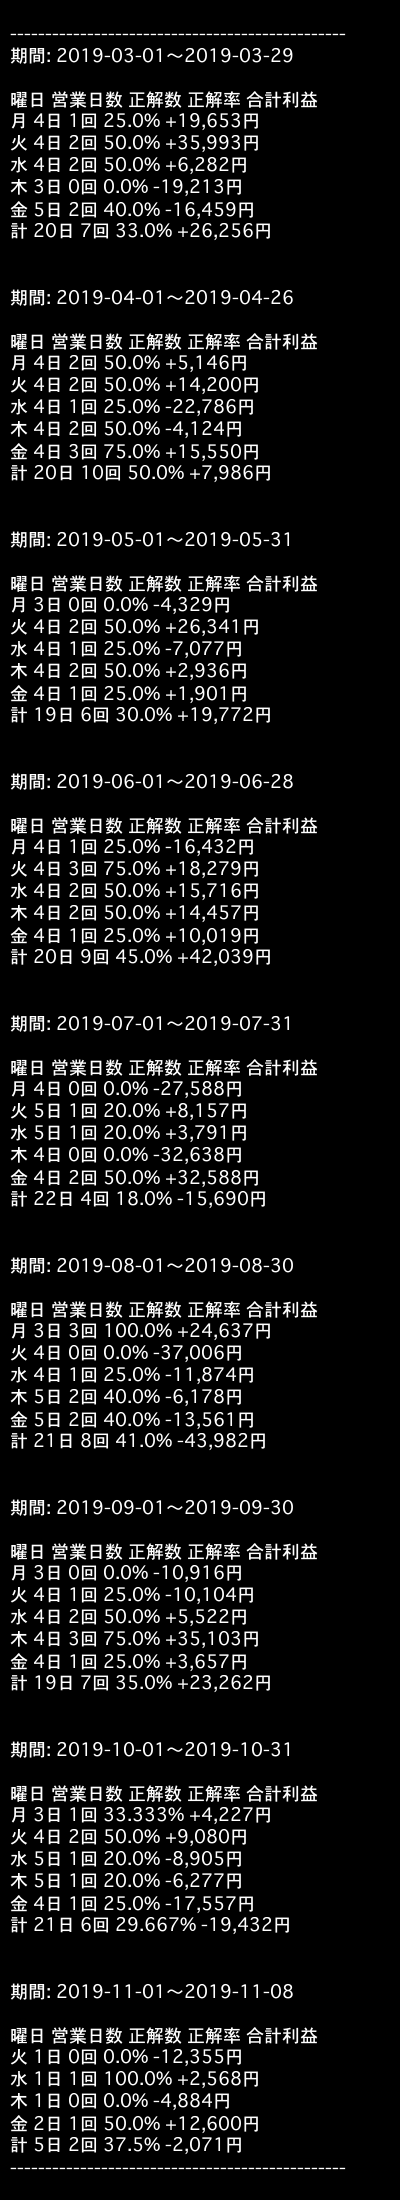 ------------------------------------------------
期間: 2019-03-01〜2019-03-29
曜日 営業日数 正解数 正解率 合計利益
月 4日 1回 25.0% +19,653円
火 4日 2回 50.0% +35,993円
水 4日 2回 50.0% +6,282円
木 3日 0回 0.0% -19,213円
金 5日 2回 40.0% -16,459円
計 20日 7回 33.0% +26,256円
期間: 2019-04-01〜2019-04-26
曜日 営業日数 正解数 正解率 合計利益
月 4日 2回 50.0% +5,146円
火 4日 2回 50.0% +14,200円
水 4日 1回 25.0% -22,786円
木 4日 2回 50.0% -4,124円
金 4日 3回 75.0% +15,550円
計 20日 10回 50.0% +7,986円
期間: 2019-05-01〜2019-05-31
曜日 営業日数 正解数 正解率 合計利益
月 3日 0回 0.0% -4,329円
火 4日 2回 50.0% +26,341円
水 4日 1回 25.0% -7,077円
木 4日 2回 50.0% +2,936円
金 4日 1回 25.0% +1,901円
計 19日 6回 30.0% +19,772円
期間: 2019-06-01〜2019-06-28
曜日 営業日数 正解数 正解率 合計利益
月 4日 1回 25.0% -16,432円
火 4日 3回 75.0% +18,279円
水 4日 2回 50.0% +15,716円
木 4日 2回 50.0% +14,457円
金 4日 1回 25.0% +10,019円
計 20日 9回 45.0% +42,039円
期間: 2019-07-01〜2019-07-31
曜日 営業日数 正解数 正解率 合計利益
月 4日 0回 0.0% -27,588円
火 5日 1回 20.0% +8,157円
水 5日 1回 20.0% +3,791円
木 4日 0回 0.0% -32,638円
金 4日 2回 50.0% +32,588円
計 22日 4回 18.0% -15,690円
期間: 2019-08-01〜2019-08-30
曜日 営業日数 正解数 正解率 合計利益
月 3日 3回 100.0% +24,637円
火 4日 0回 0.0% -37,006円
水 4日 1回 25.0% -11,874円
木 5日 2回 40.0% -6,178円
金 5日 2回 40.0% -13,561円
計 21日 8回 41.0% -43,982円
期間: 2019-09-01〜2019-09-30
曜日 営業日数 正解数 正解率 合計利益
月 3日 0回 0.0% -10,916円
火 4日 1回 25.0% -10,104円
水 4日 2回 50.0% +5,522円
木 4日 3回 75.0% +35,103円
金 4日 1回 25.0% +3,657円
計 19日 7回 35.0% +23,262円
期間: 2019-10-01〜2019-10-31
曜日 営業日数 正解数 正解率 合計利益
月 3日 1回 33.333% +4,227円
火 4日 2回 50.0% +9,080円
水 5日 1回 20.0% -8,905円
木 5日 1回 20.0% -6,277円
金 4日 1回 25.0% -17,557円
計 21日 6回 29.667% -19,432円
期間: 2019-11-01〜2019-11-08
曜日 営業日数 正解数 正解率 合計利益
火 1日 0回 0.0% -12,355円
水 1日 1回 100.0% +2,568円
木 1日 0回 0.0% -4,884円
金 2日 1回 50.0% +12,600円
計 5日 2回 37.5% -2,071円
------------------------------------------------